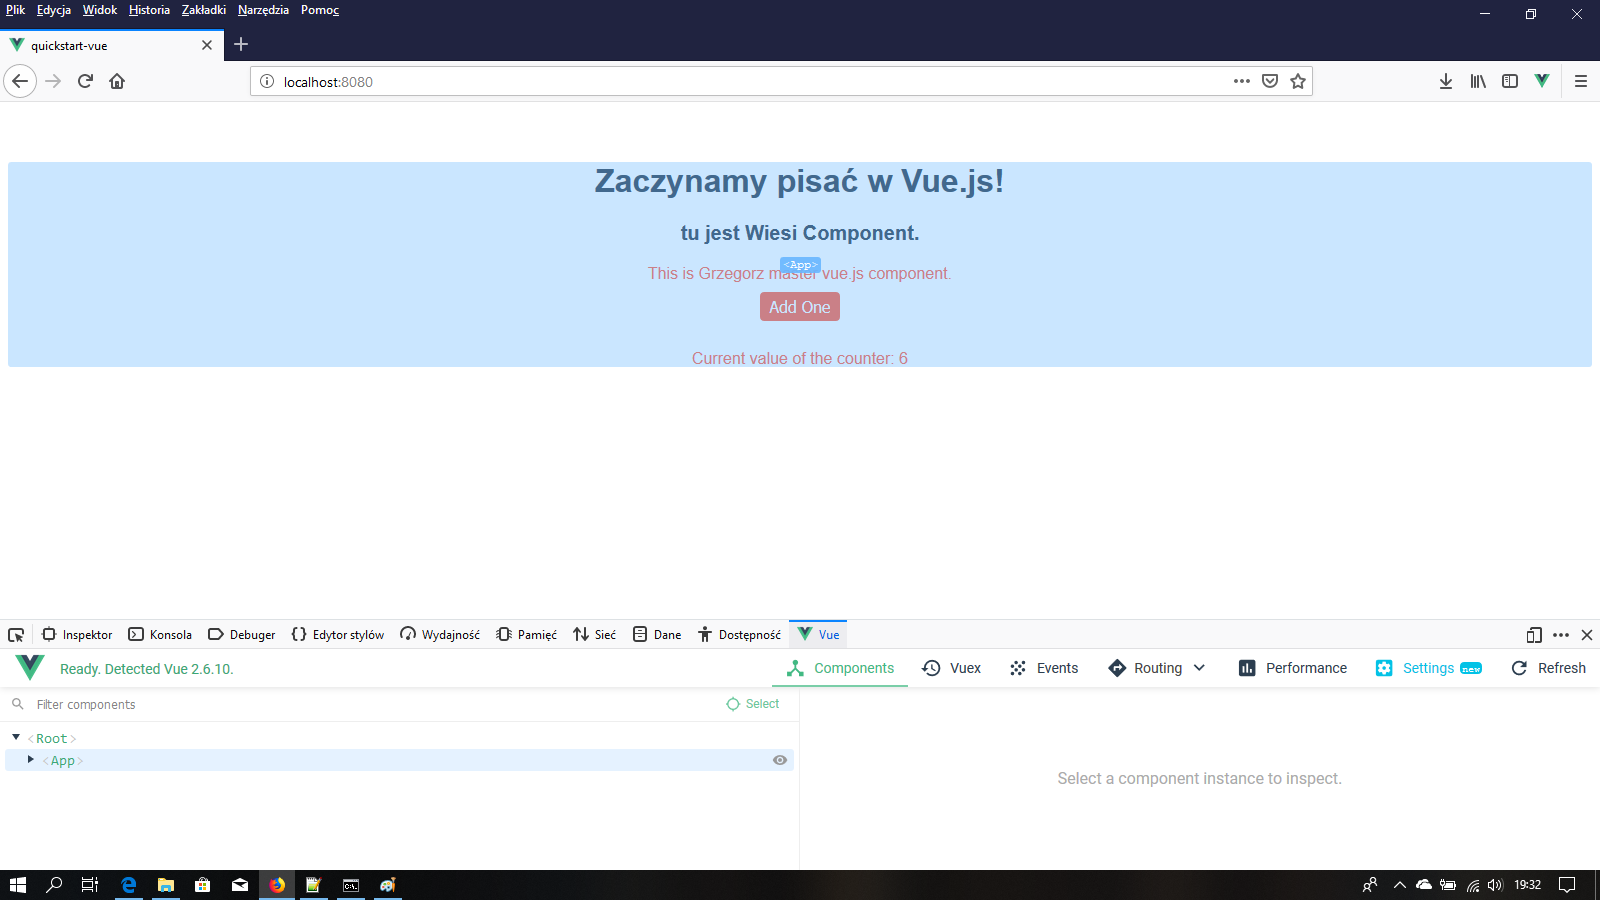 Plik Edycja Widok Historia Zakładki Narzędzia Pomoc
quickstart-vue
localhost:8080
Zaczynamy pisać w Vue.js!
tu jest Wiesi Component.
<App>
This is Grzegorz master vue.js component.
Add One
Current value of the counter: 6
Inspektor Konsola Debuger Edytor stylów Wydajność Pamięć Sieć Dane Dostępność Vue
Ready. Detected Vue 2.6.10.
Components Vuex Events Routing Performance Settings new Refresh
Filter components
Select
<Root>
<App>
Select a component instance to inspect.
19:32